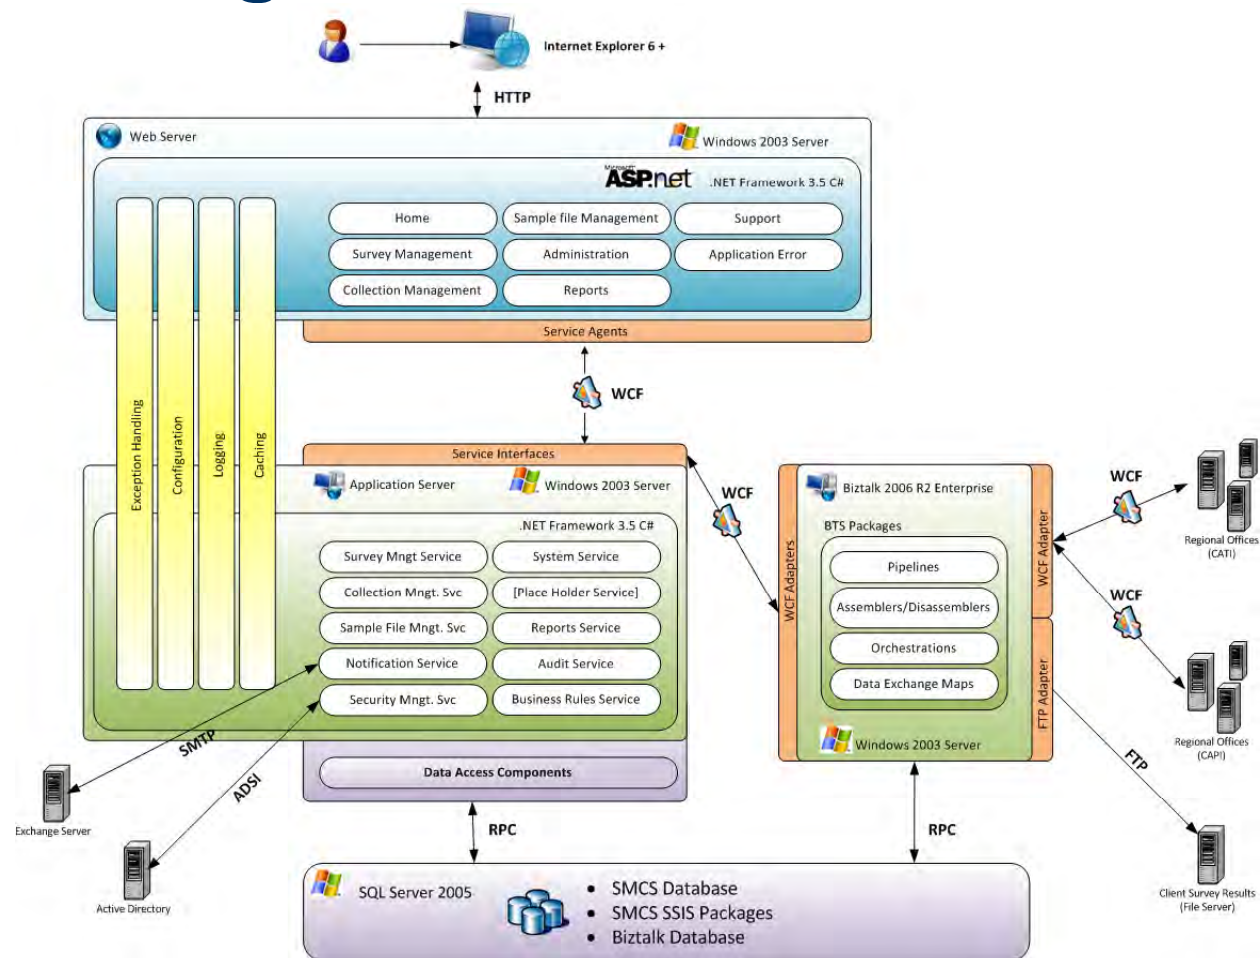 Internet Explorer 6 +
HTTP
Web Server
Windows 2003 Server
Microsoft
ASP.net
.NET Framework 3.5 C#
Home
Sample file Management
Support
Survey Management
Administration
Application Error
Collection Management
Reports
Service Agents
WCF
Exception Handling
Configuration
Logging
Caching
Service Interfaces
Application Server
Windows 2003 Server
.NET Framework 3.5 C#
Survey Mngt Service
System Service
Collection Mngt. Svc
[Place Holder Service]
Sample File Mngt. Svc
Reports Service
Notification Service
Audit Service
Security Mngt. Svc
Business Rules Service
Data Access Components
WCF
WCF Adapters
Biztalk 2006 R2 Enterprise
BTS Packages
Pipelines
Assemblers/Disassemblers
Orchestrations
Data Exchange Maps
Windows 2003 Server
WCF Adapter
FTP Adapter
WCF
Regional Offices
(CATI)
WCF
Regional Offices
(CAPI)
FTP
Client Survey Results
(File Server)
SMTP
Exchange Server
ADSI
Active Directory
RPC
RPC
SQL Server 2005
• SMCS Database
• SMCS SSIS Packages
• Biztalk Database